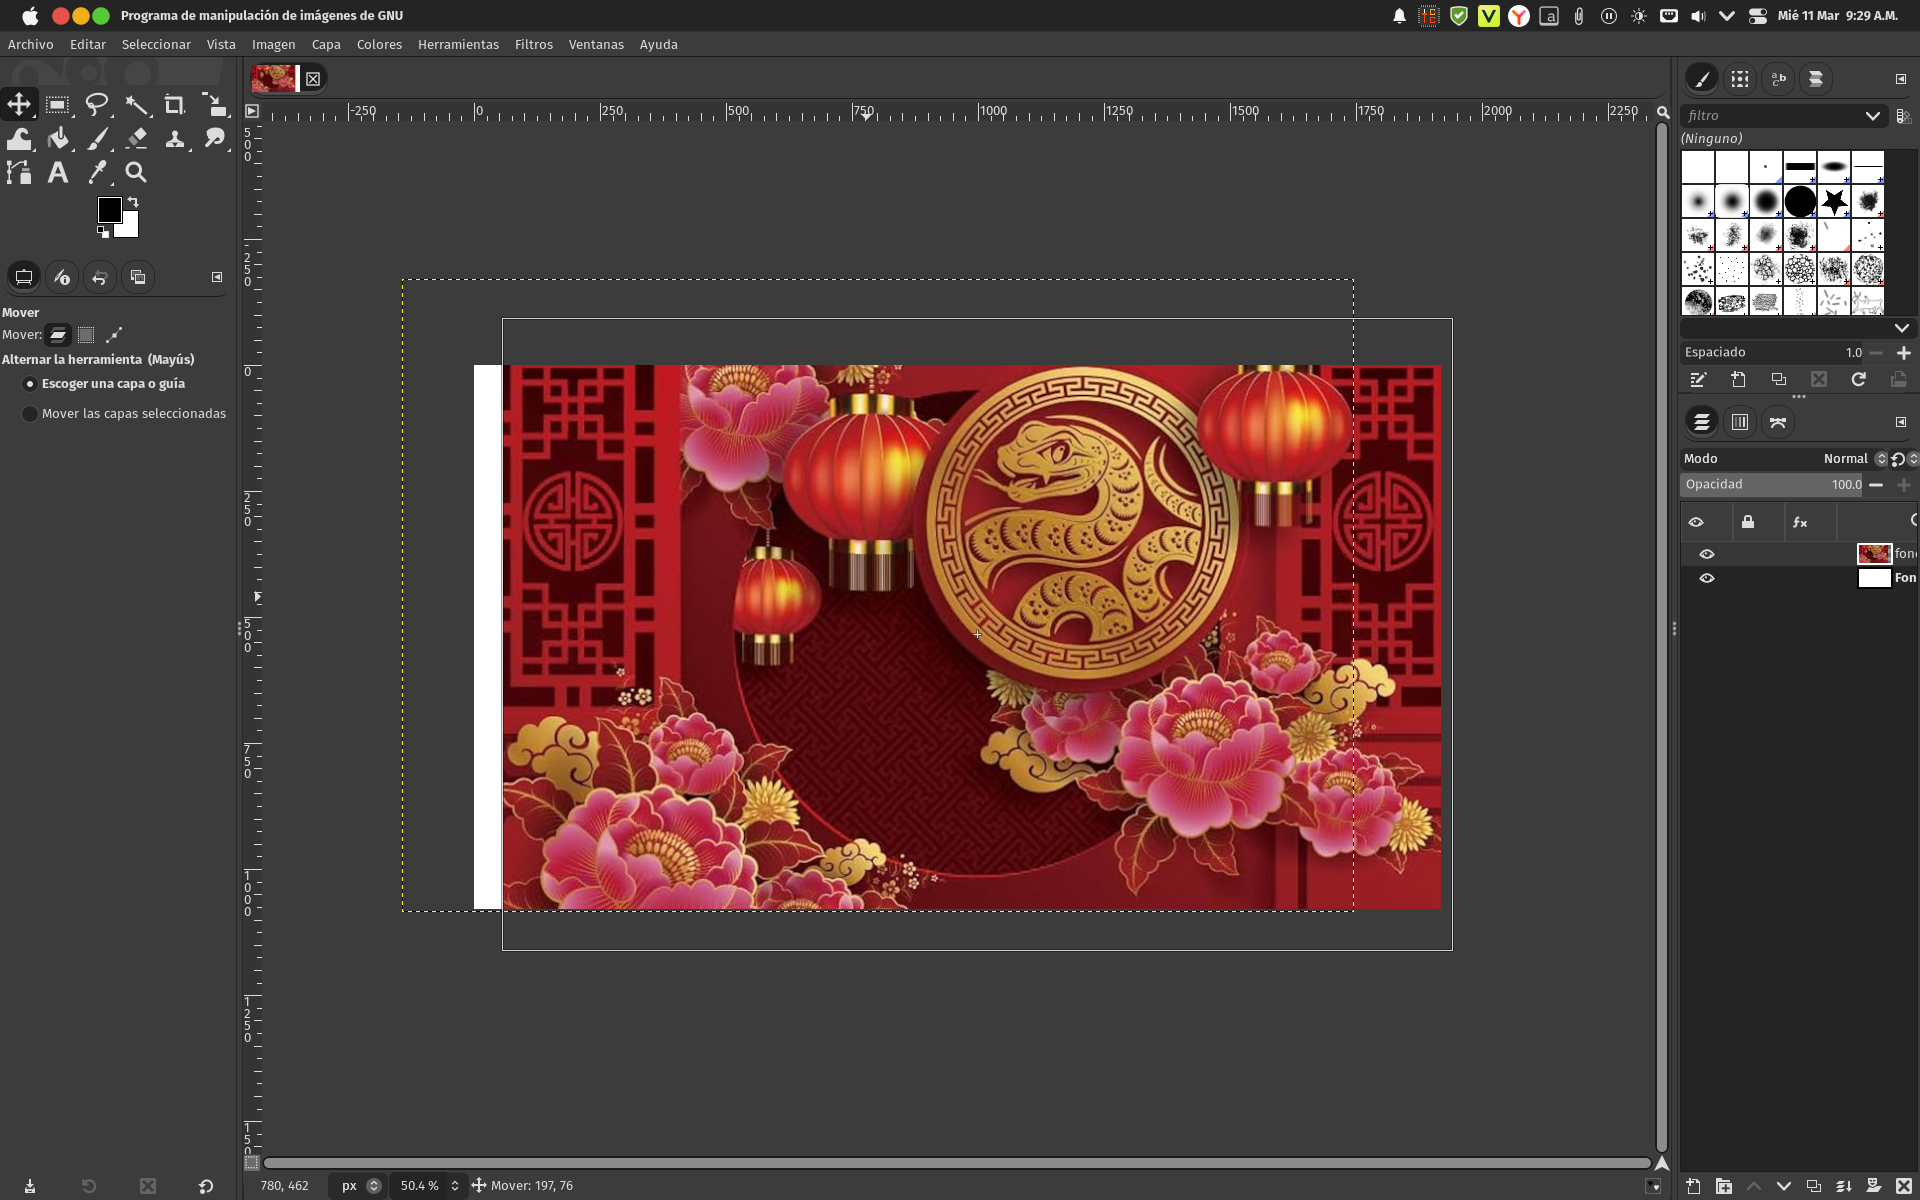 Programa de manipulación de imágenes de GNU
Mié 11 Mar 9:29 A.M.
Archivo Editar Seleccionar Vista Imagen Capa Colores Herramientas Filtros Ventanas Ayuda
-250 0 250 500 750 1000 1250 1500 1750 2000 2250
filtro
(Ninguno)
Mover
Mover:
Alternar la herramienta (Mayús)
Escoger una capa o guía
Mover las capas seleccionadas
Espaciado 1.0
Modo Normal
Opacidad 100.0
fx
fon
Fon
780, 462 px 50.4 % Mover: 197, 76